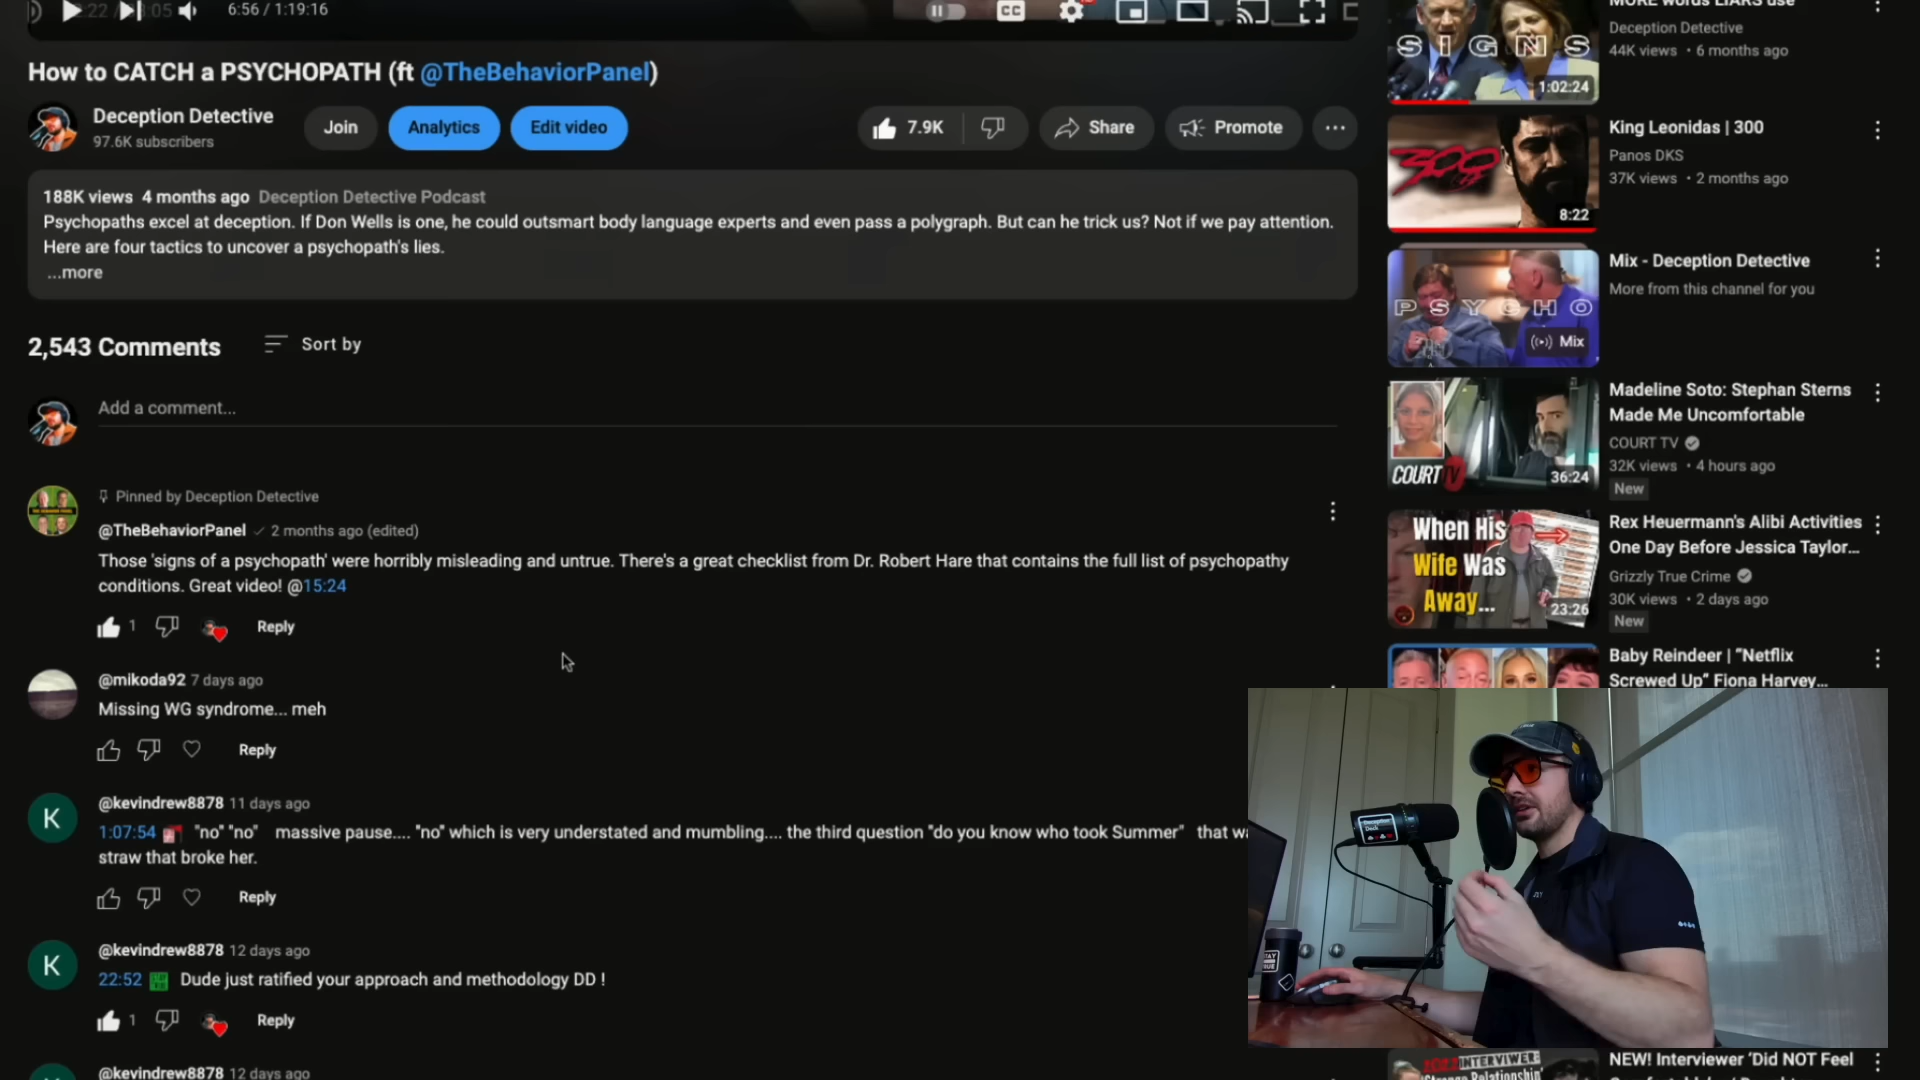 6:56 / 1:19:16
CC
How to CATCH a PSYCHOPATH (ft @TheBehaviorPanel)
Deception Detective
97.6K subscribers
Join
Analytics
Edit video
7.9K
Share
Promote
188K views 4 months ago Deception Detective Podcast
Psychopaths excel at deception. If Don Wells is one, he could outsmart body language experts and even pass a polygraph. But can he trick us? Not if we pay attention.
Here are four tactics to uncover a psychopath's lies.
...more
2,543 Comments
Sort by
Add a comment...
Pinned by Deception Detective
@TheBehaviorPanel 2 months ago (edited)
Those 'signs of a psychopath' were horribly misleading and untrue. There's a great checklist from Dr. Robert Hare that contains the full list of psychopathy
conditions. Great video! @15:24
1
Reply
@mikoda92 7 days ago
Missing WG syndrome... meh
Reply
K
@kevindrew8878 11 days ago
1:07:54 "no" "no" massive pause.... "no" which is very understated and mumbling.... the third question "do you know who took Summer" that
straw that broke her.
Reply
K
@kevindrew8878 12 days ago
22:52 Dude just ratified your approach and methodology DD !
1
Reply
@kevindrew8878 12 days ago
MORE words LIARS use
Deception Detective
44K views • 6 months ago
SIGNS
1:02:24
King Leonidas | 300
Panos DKS
37K views • 2 months ago
300
8:22
Mix - Deception Detective
More from this channel for you
PSYCHO
Mix
Madeline Soto: Stephan Sterns
Made Me Uncomfortable
COURT TV
32K views • 4 hours ago
New
COURT TV
36:24
Rex Heuermann's Alibi Activities
One Day Before Jessica Taylor...
Grizzly True Crime
30K views • 2 days ago
New
When His
Wife Was
Away...
23:26
Baby Reindeer | "Netflix
Screwed Up" Fiona Harvey...
NEW! Interviewer 'Did NOT Feel